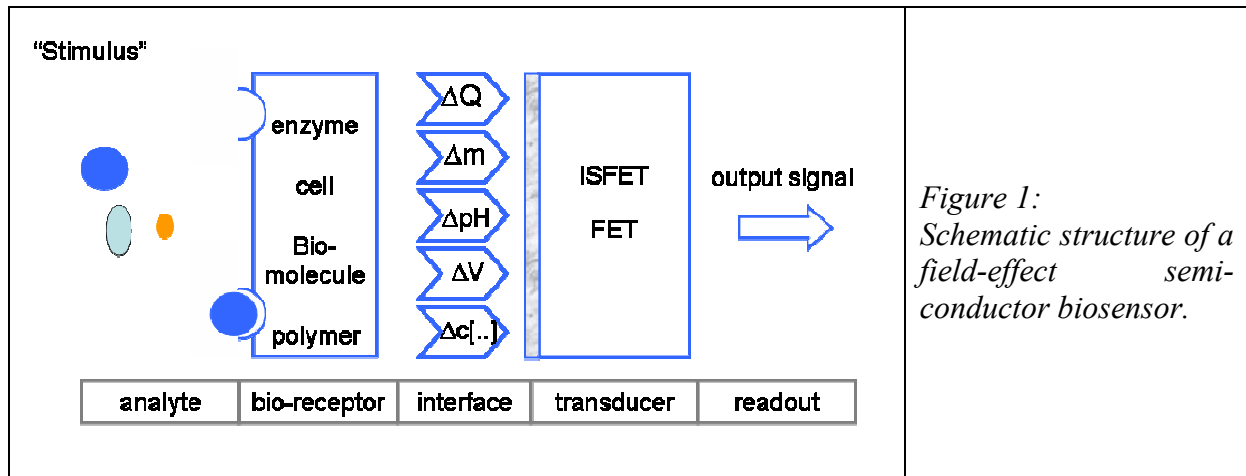 “Stimulus”
enzyme
cell
Bio-
molecule
polymer
ΔQ
Δm
ΔpH
ΔV
Δc[..]
ISFET
FET
output signal
analyte
bio-receptor
interface
transducer
readout
Figure 1:
Schematic structure of a
field-effect semi-
conductor biosensor.